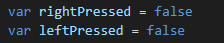 var rightPressed = false
var leftPressed = false